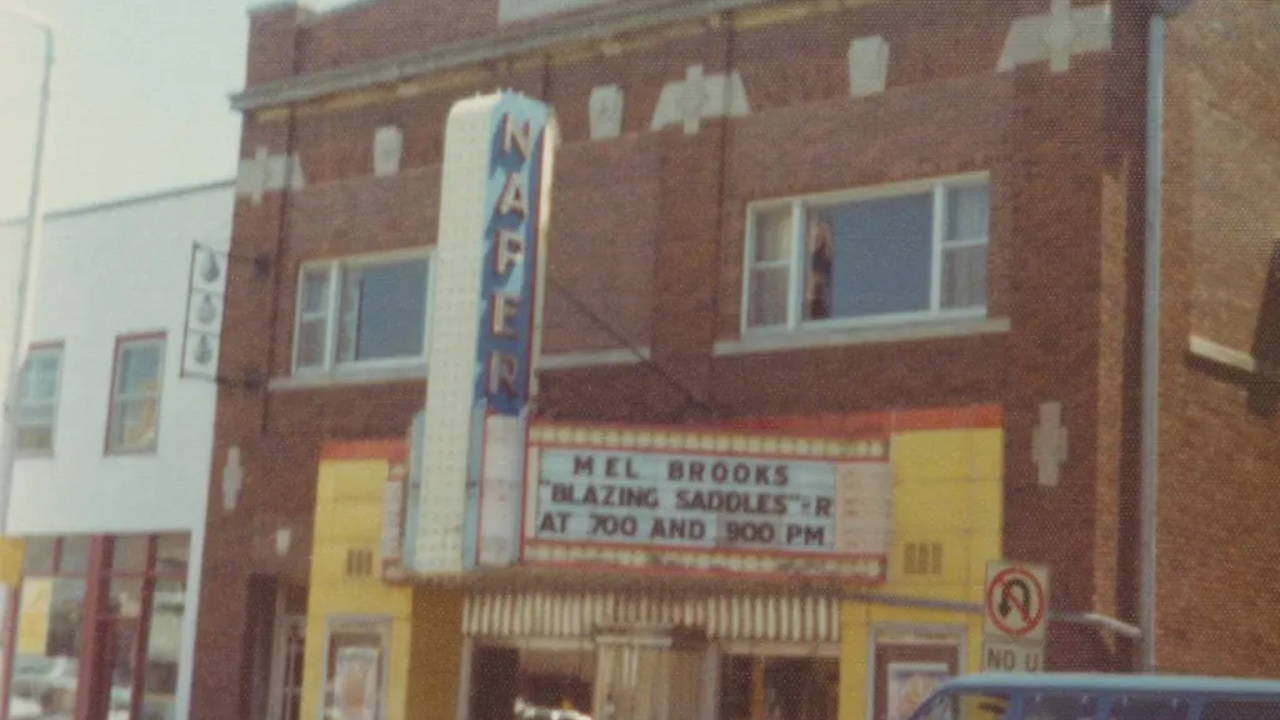 NAPER
MEL BROOKS
"BLAZING SADDLES"-R
AT 700 AND 900 PM
NO U